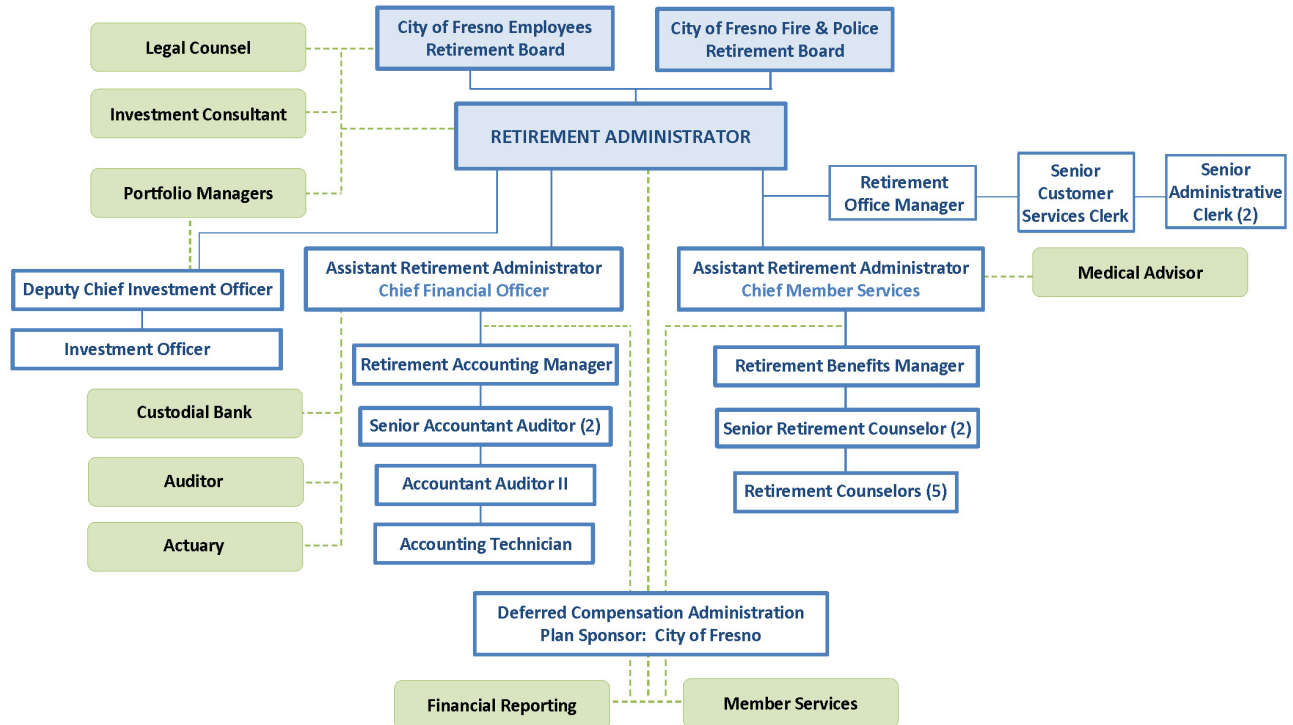 City of Fresno Employees
Retirement Board
City of Fresno Fire & Police
Retirement Board
Legal Counsel
Investment Consultant
RETIREMENT ADMINISTRATOR
Portfolio Managers
Retirement
Office Manager
Senior
Customer
Services Clerk
Senior
Administrative
Clerk (2)
Deputy Chief Investment Officer
Assistant Retirement Administrator
Chief Financial Officer
Assistant Retirement Administrator
Chief Member Services
Medical Advisor
Investment Officer
Retirement Accounting Manager
Retirement Benefits Manager
Custodial Bank
Senior Accountant Auditor (2)
Senior Retirement Counselor (2)
Auditor
Accountant Auditor II
Retirement Counselors (5)
Actuary
Accounting Technician
Deferred Compensation Administration
Plan Sponsor: City of Fresno
Financial Reporting
Member Services